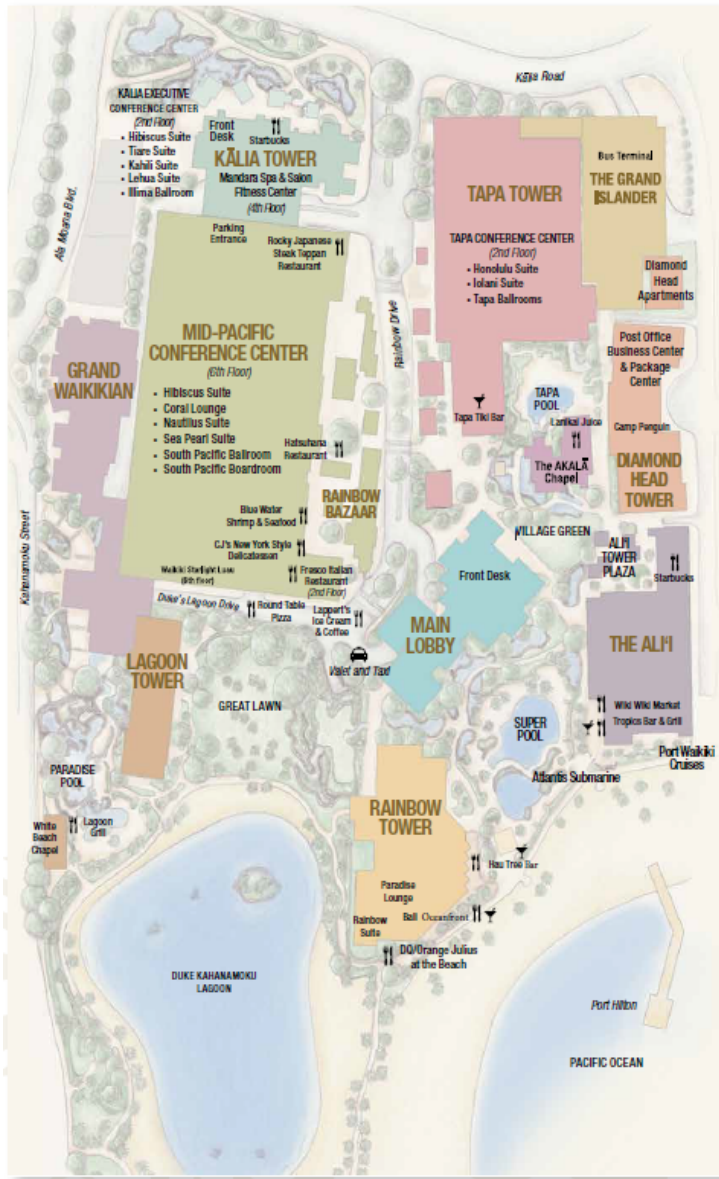 Kālia Road
KĀLIA EXECUTIVE
CONFERENCE CENTER
(2nd Floor)
• Hibiscus Suite
• Tiare Suite
• Kahili Suite
• Lehua Suite
• Illima Ballroom
Front
Desk
Starbucks
KĀLIA TOWER
Mandara Spa & Salon
Fitness Center
(4th Floor)
Ala Moana Blvd.
Parking
Entrance
Rocky Japanese
Steak Teppan
Restaurant
TAPA TOWER
TAPA CONFERENCE CENTER
(2nd Floor)
• Honolulu Suite
• Iolani Suite
• Tapa Ballrooms
Bus Terminal
THE GRAND
ISLANDER
Diamond
Head
Apartments
Rainbow Drive
MID-PACIFIC
CONFERENCE CENTER
(6th Floor)
• Hibiscus Suite
• Coral Lounge
• Nautilus Suite
• Sea Pearl Suite
• South Pacific Ballroom
• South Pacific Boardroom
GRAND
WAIKIKIAN
Post Office
Business Center
& Package
Center
TAPA
POOL
Tapa Tiki Bar
Lanikai Juice
Camp Penguin
Hatsuhana
Restaurant
The AKALĀ
Chapel
DIAMOND
HEAD
TOWER
RAINBOW
BAZAAR
Blue Water
Shrimp & Seafood
CJ's New York Style
Delicatessen
Waikiki Starlight Luau
Fresco Italian
Restaurant
(2nd Floor)
Kahanamoku Street
VILLAGE GREEN
ALI'I
TOWER
PLAZA
Starbucks
Front Desk
Duke's Lagoon Drive
Round Table
Pizza
Lappert's
Ice Cream
& Coffee
MAIN
LOBBY
THE ALI'I
LAGOON
TOWER
Valet and Taxi
GREAT LAWN
Wiki Wiki Market
Tropics Bar & Grill
SUPER
POOL
Port Waikiki
Cruises
Atlantis Submarine
PARADISE
POOL
RAINBOW
TOWER
White
Beach
Chapel
Lagoon
Grill
Hau Tree Bar
Paradise
Lounge
Bali Oceanfront
Rainbow
Suite
DQ/Orange Julius
at the Beach
DUKE KAHANAMOKU
LAGOON
Port Hilton
PACIFIC OCEAN